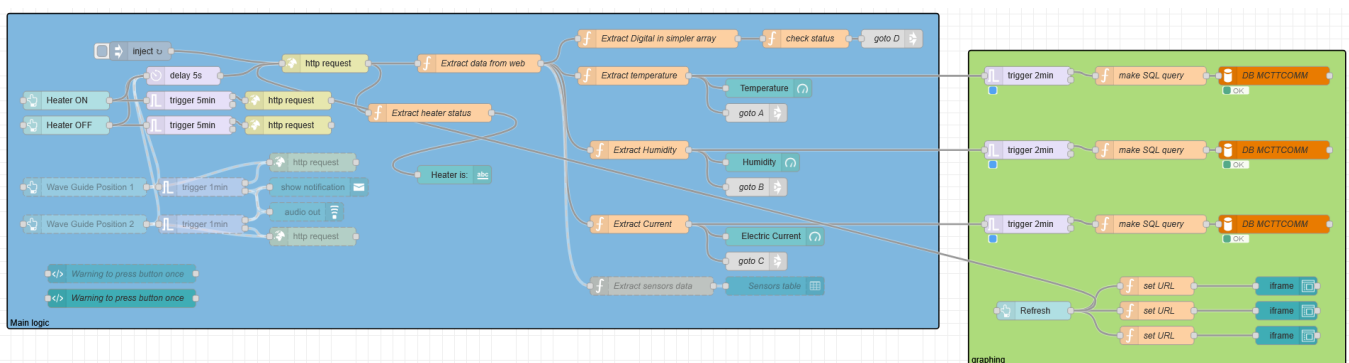 inject ↻
delay 5s
http request
Extract data from web
Heater ON
trigger 5min
http request
Heater OFF
trigger 5min
http request
Extract heater status
Heater is:
abc
Wave Guide Position 1
trigger 1min
http request
show notification
audio out
Wave Guide Position 2
trigger 1min
http request
Warning to press button once
Warning to press button once
Extract Digital in simpler array
check status
goto D
Extract temperature
Temperature
goto A
Extract Humidity
Humidity
goto B
Extract Current
Electric Current
goto C
Extract sensors data
Sensors table
Main logic
trigger 2min
make SQL query
DB MCTTCOMM
OK
trigger 2min
make SQL query
DB MCTTCOMM
OK
trigger 2min
make SQL query
DB MCTTCOMM
OK
Refresh
set URL
iframe
set URL
iframe
set URL
iframe
graphing